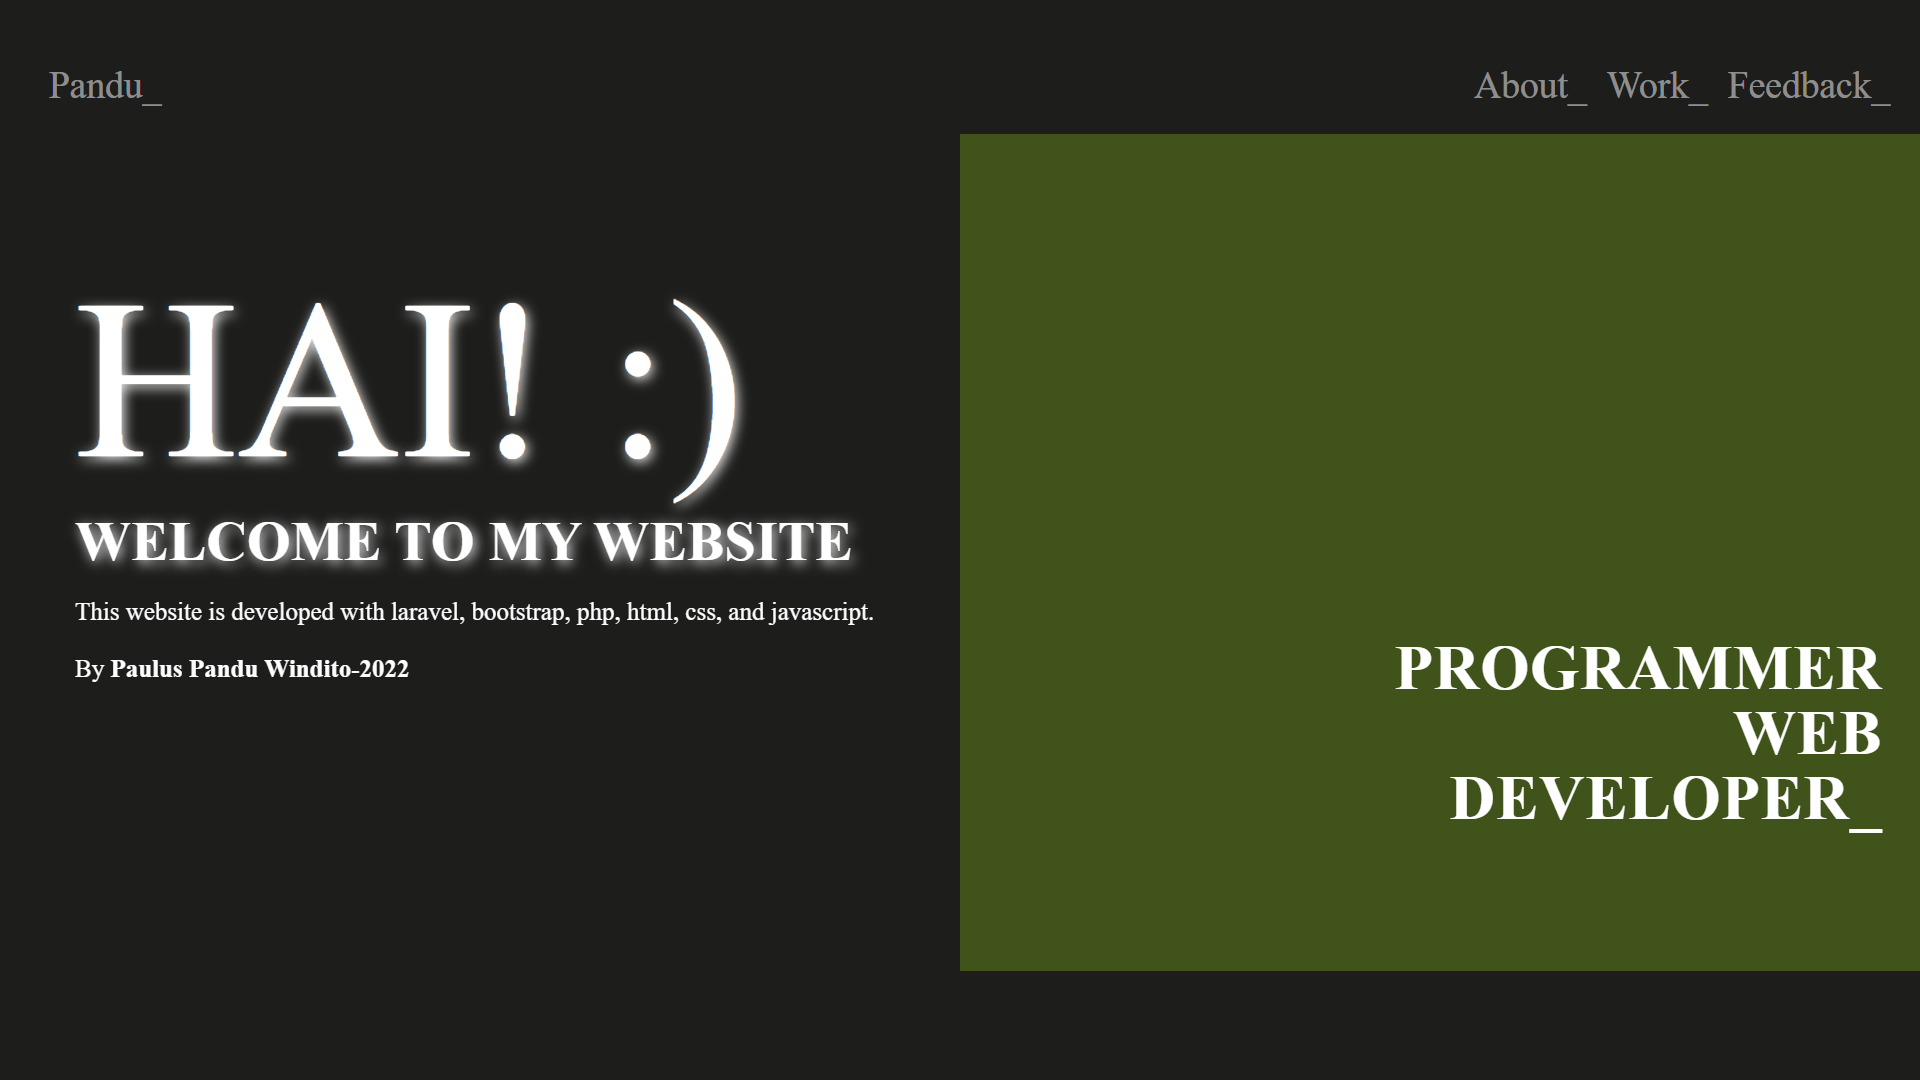 Pandu_
About_ Work_ Feedback_
HAI! :)
WELCOME TO MY WEBSITE
This website is developed with laravel, bootstrap, php, html, css, and javascript.
By Paulus Pandu Windito-2022
PROGRAMMER
WEB
DEVELOPER_